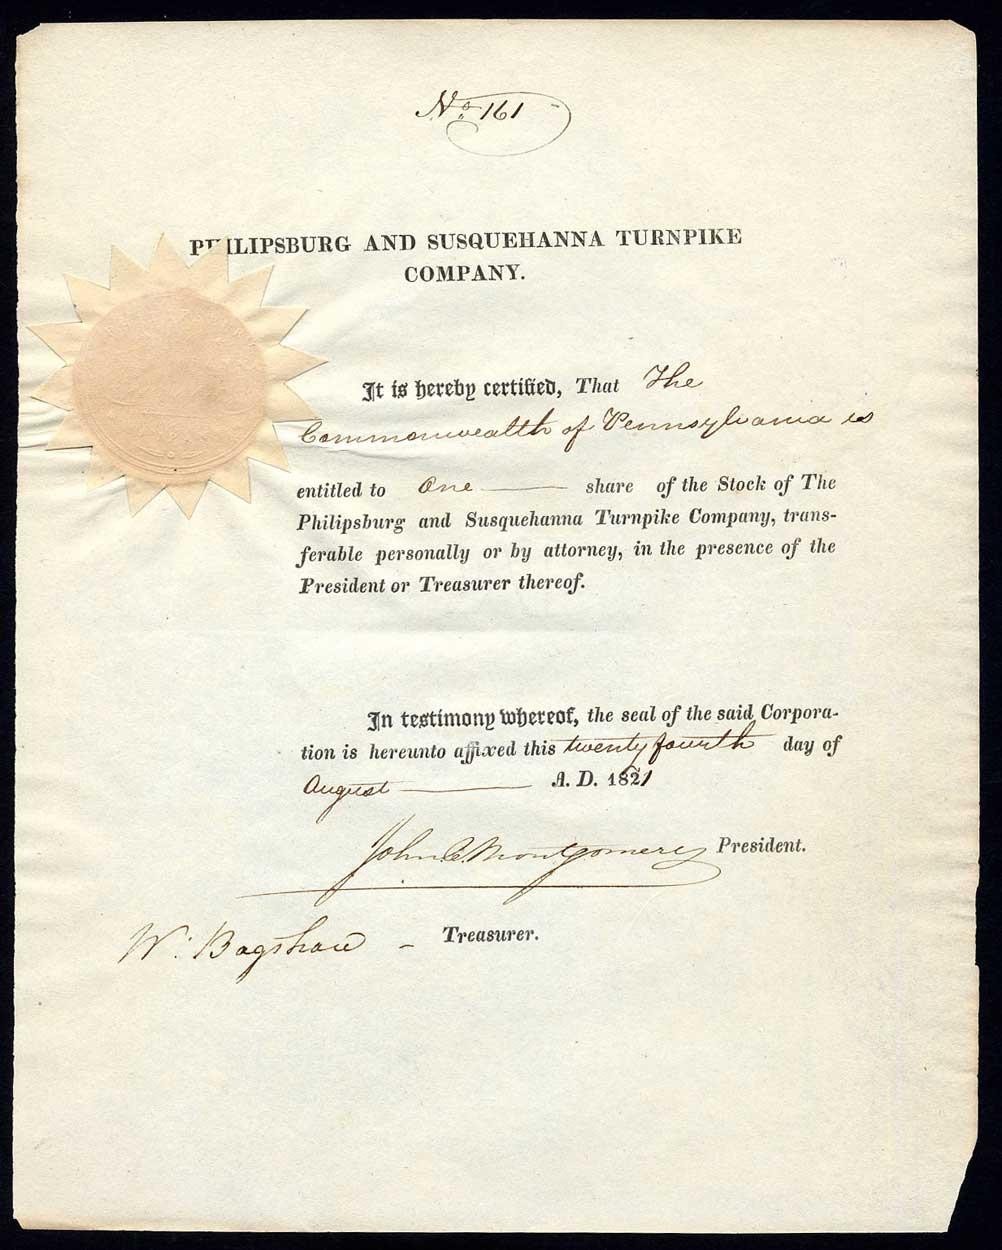 No. 161
PHILIPSBURG AND SUSQUEHANNA TURNPIKE
COMPANY.
It is hereby certified, That The
Commonwealth of Pennsylvania is
entitled to One share of the Stock of The
Philipsburg and Susquehanna Turnpike Company, trans-
ferable personally or by attorney, in the presence of the
President or Treasurer thereof.
In testimony whereof, the seal of the said Corpora-
tion is hereunto affixed this twenty fourth day of
August A. D. 1821
John C. Montgomery President.
W: Bagshaw - Treasurer.